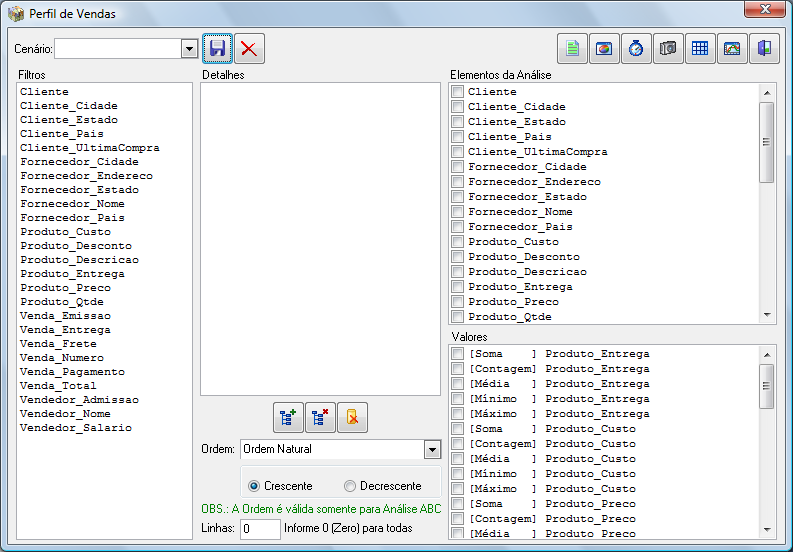 Perfil de Vendas
Cenário:
Filtros
Cliente
Cliente_Cidade
Cliente_Estado
Cliente_Pais
Cliente_UltimaCompra
Fornecedor_Cidade
Fornecedor_Endereco
Fornecedor_Estado
Fornecedor_Nome
Fornecedor_Pais
Produto_Custo
Produto_Desconto
Produto_Descricao
Produto_Entrega
Produto_Preco
Produto_Qtde
Venda_Emissao
Venda_Entrega
Venda_Frete
Venda_Numero
Venda_Pagamento
Venda_Total
Vendedor_Admissao
Vendedor_Nome
Vendedor_Salario
Detalhes
Ordem: Ordem Natural
Crescente Decrescente
OBS.: A Ordem é válida somente para Análise ABC
Linhas: 0 Informe 0 (Zero) para todas
Elementos da Análise
Cliente
Cliente_Cidade
Cliente_Estado
Cliente_Pais
Cliente_UltimaCompra
Fornecedor_Cidade
Fornecedor_Endereco
Fornecedor_Estado
Fornecedor_Nome
Fornecedor_Pais
Produto_Custo
Produto_Desconto
Produto_Descricao
Produto_Entrega
Produto_Preco
Produto_Qtde
Valores
[Soma    ] Produto_Entrega
[Contagem] Produto_Entrega
[Média   ] Produto_Entrega
[Mínimo  ] Produto_Entrega
[Máximo  ] Produto_Entrega
[Soma    ] Produto_Custo
[Contagem] Produto_Custo
[Média   ] Produto_Custo
[Mínimo  ] Produto_Custo
[Máximo  ] Produto_Custo
[Soma    ] Produto_Preco
[Contagem] Produto_Preco
[Média   ] Produto_Preco